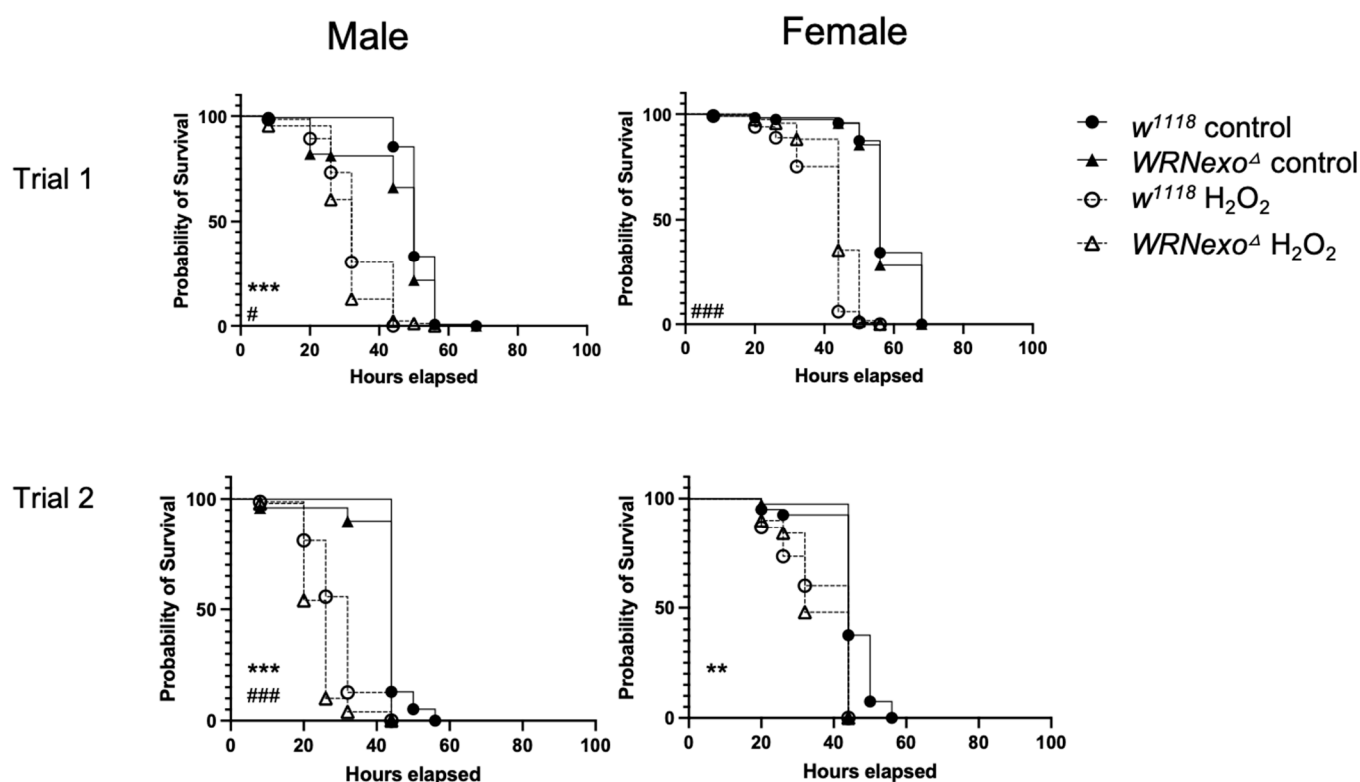 Male
Female
Trial 1
Probability of Survival
100
50
0
***
#
0 20 40 60 80 100
Hours elapsed
Probability of Survival
100
50
0
###
0 20 40 60 80 100
Hours elapsed
w¹¹¹⁸ control
WRNexoᐞ control
w¹¹¹⁸ H₂O₂
WRNexoᐞ H₂O₂
Trial 2
Probability of Survival
100
50
0
***
###
0 20 40 60 80 100
Hours elapsed
Probability of Survival
100
50
0
**
0 20 40 60 80 100
Hours elapsed